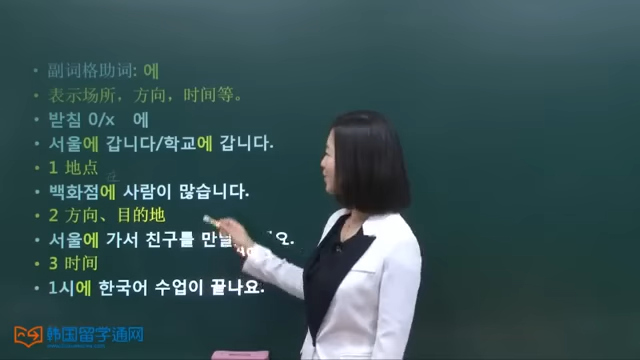 副词格助词: 에
表示场所，方向，时间等。
받침 0/x 에
서울에 갑니다/학교에 갑니다.
1 地点
백화점에 사람이 많습니다.
2 方向、目的地
서울에 가서 친구를
3 时间
1시에 한국어 수업이 끝나요.
韩国留学通网